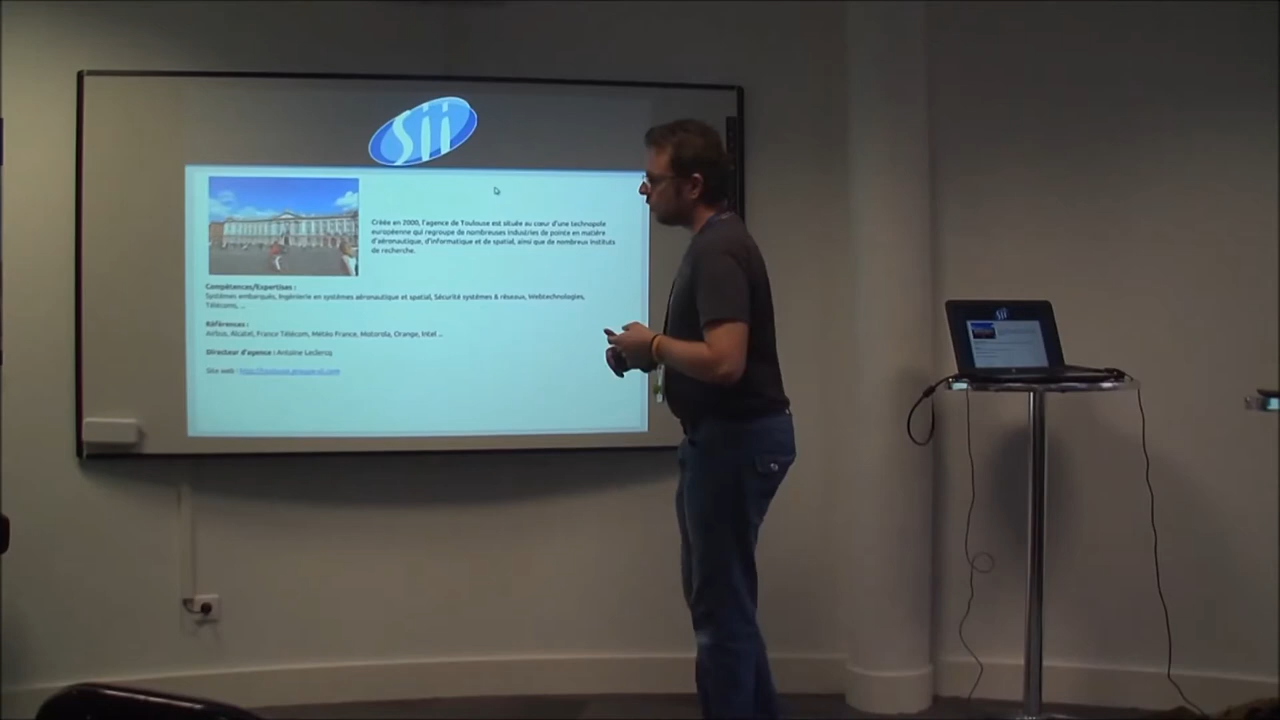 Sii
Créée en 2000, l'agence de Toulouse est située au cœur d'une technopole
européenne qui regroupe de nombreuses industries de pointe en matière
d'aéronautique, d'informatique et de spatial, ainsi que de nombreux instituts
de recherche.
Compétences/Expertises :
Systèmes embarqués, Ingénierie en systèmes aéronautique et spatial, Sécurité systèmes & réseaux, Webtechnologies,
Télécoms, ...
Références :
Airbus, Alcatel, France Télécom, Météo France, Motorola, Orange, Intel ...
Directeur d'agence : Antoine Leclercq
Site web :